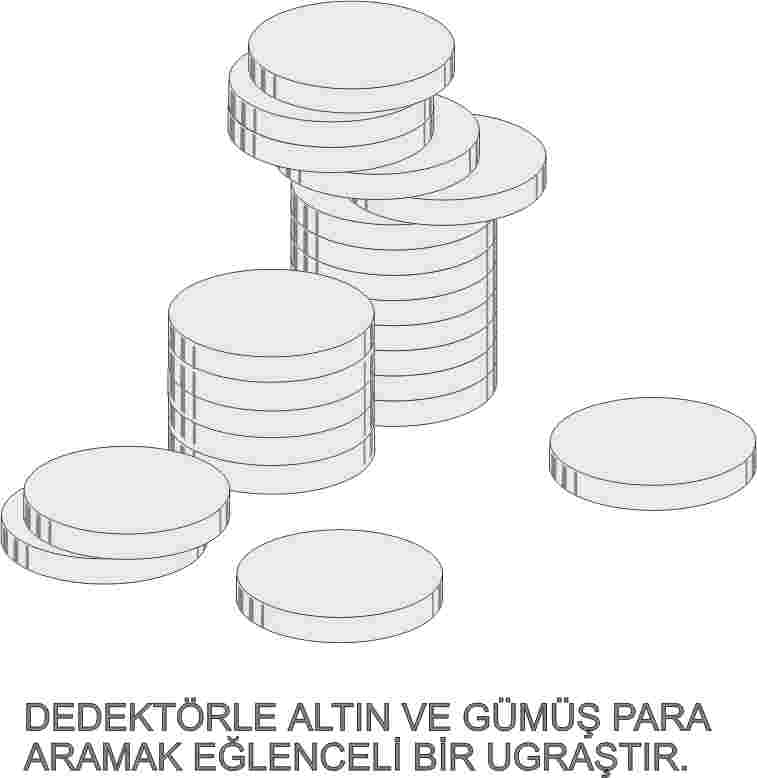 DEDEKTÖRLE ALTIN VE GÜMÜŞ PARA
ARAMAK EĞLENCELİ BİR UGRAŞTIR.